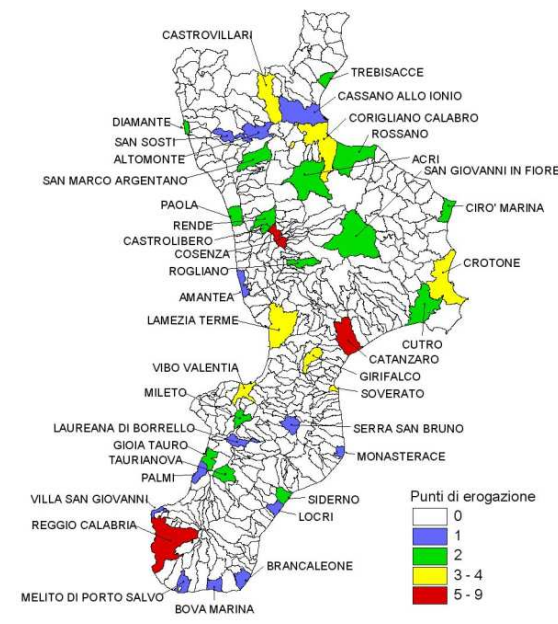 CASTROVILLARI
TREBISACCE
CASSANO ALLO IONIO
DIAMANTE
CORIGLIANO CALABRO
SAN SOSTI
ROSSANO
ALTOMONTE
ACRI
SAN MARCO ARGENTANO
SAN GIOVANNI IN FIORE
PAOLA
CIRO' MARINA
RENDE
CASTROLIBERO
COSENZA
CROTONE
ROGLIANO
AMANTEA
LAMEZIA TERME
CUTRO
CATANZARO
VIBO VALENTIA
GIRIFALCO
MILETO
SOVERATO
LAUREANA DI BORRELLO
SERRA SAN BRUNO
GIOIA TAURO
TAURIANOVA
MONASTERACE
PALMI
VILLA SAN GIOVANNI
SIDERNO
REGGIO CALABRIA
LOCRI
BRANCALEONE
MELITO DI PORTO SALVO
BOVA MARINA
Punti di erogazione
0
1
2
3 - 4
5 - 9